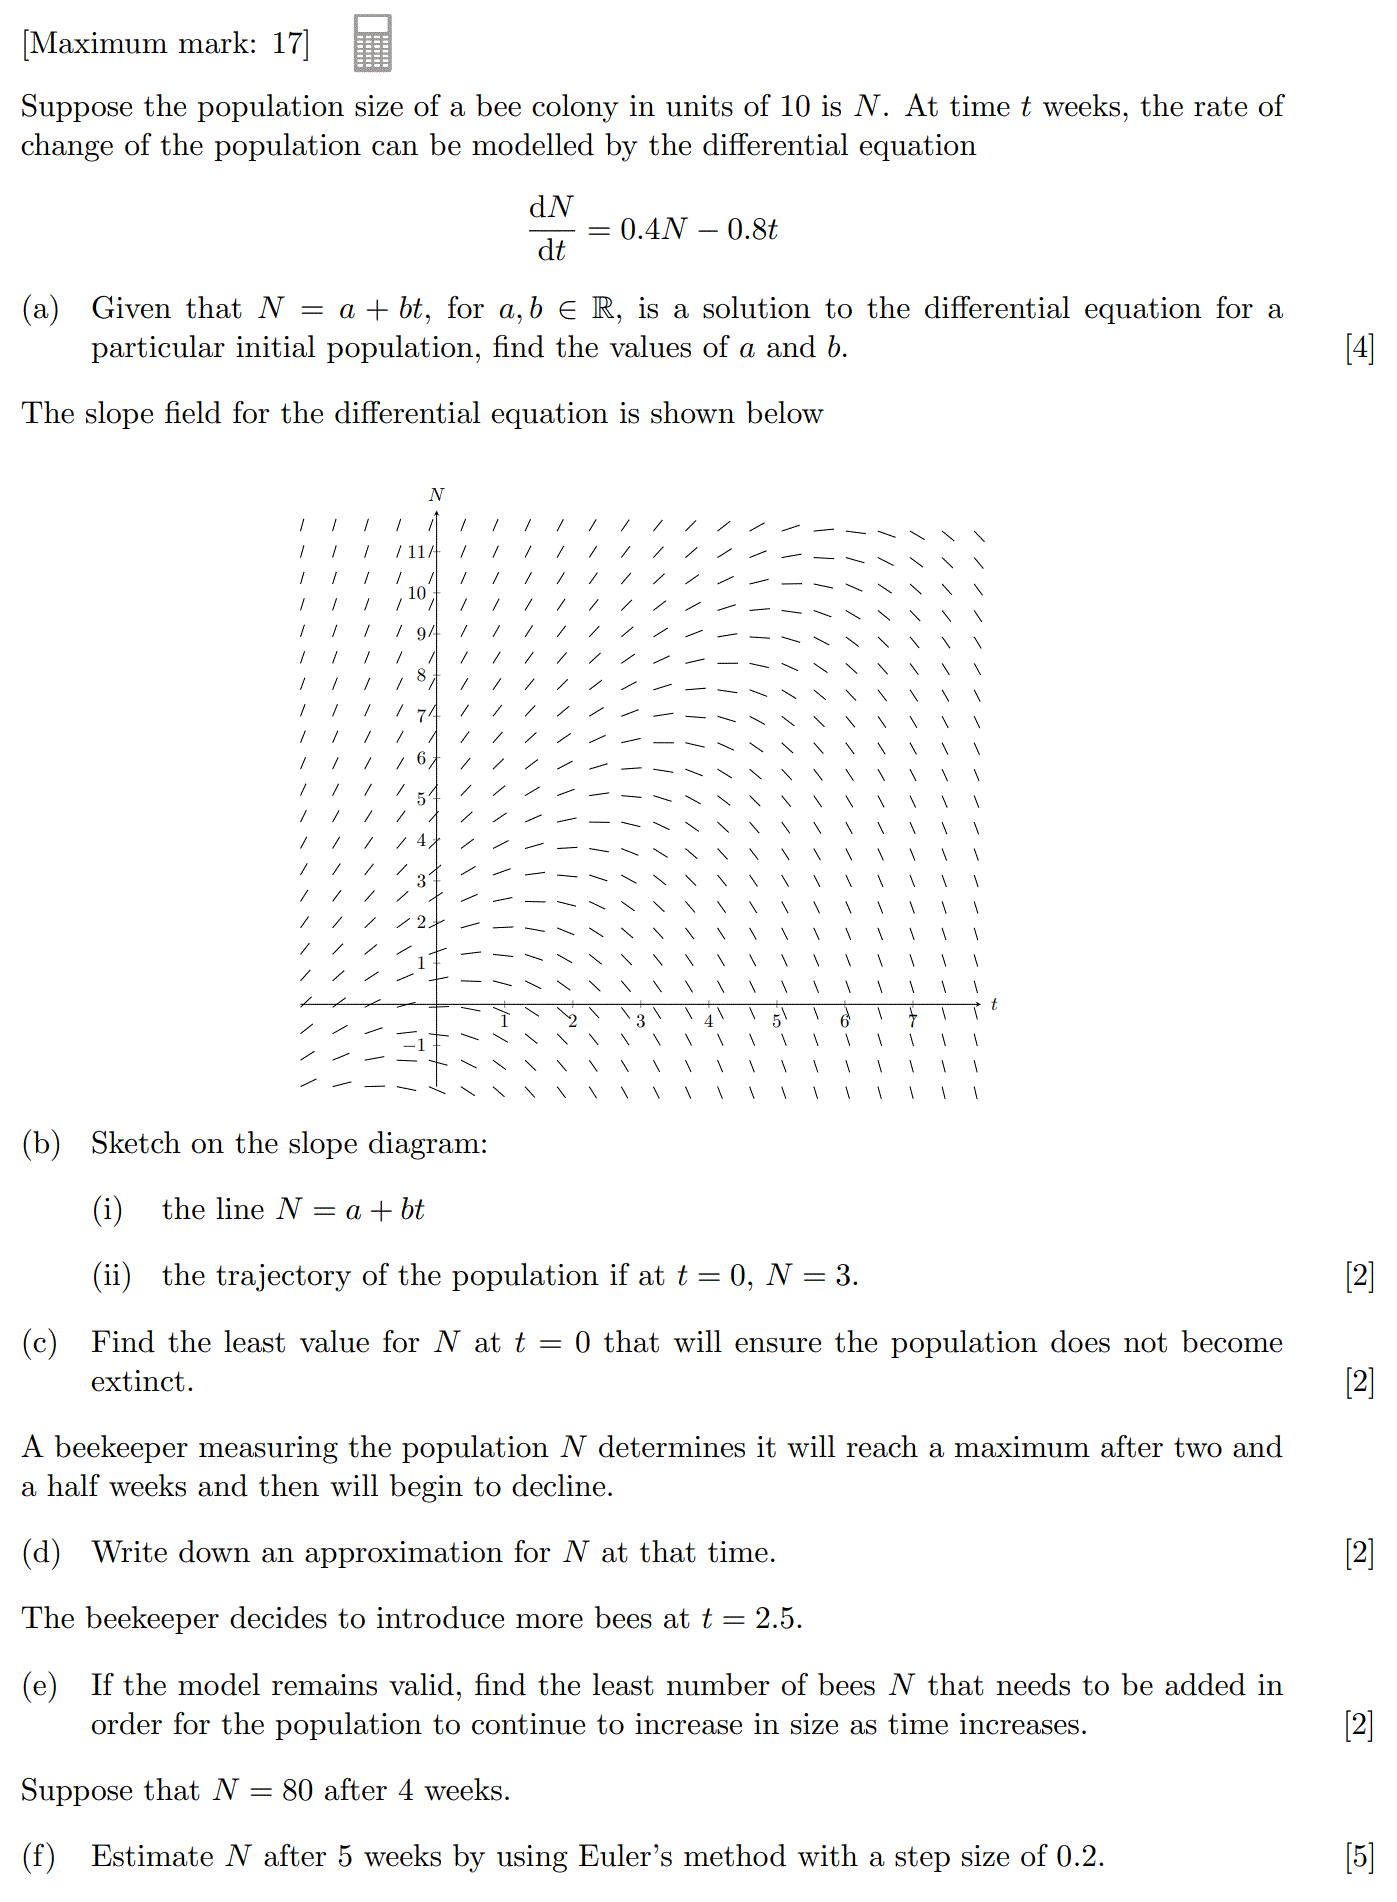 [Maximum mark: 17]
Suppose the population size of a bee colony in units of 10 is N. At time t weeks, the rate of
change of the population can be modelled by the differential equation
dN/dt = 0.4N − 0.8t
(a) Given that N = a + bt, for a, b ∈ ℝ, is a solution to the differential equation for a
particular initial population, find the values of a and b. [4]
The slope field for the differential equation is shown below
N
11
10
9
8
7
6
5
4
3
2
1
−1
1 2 3 4 5 6 7 t
(b) Sketch on the slope diagram:
(i) the line N = a + bt
(ii) the trajectory of the population if at t = 0, N = 3. [2]
(c) Find the least value for N at t = 0 that will ensure the population does not become
extinct. [2]
A beekeeper measuring the population N determines it will reach a maximum after two and
a half weeks and then will begin to decline.
(d) Write down an approximation for N at that time. [2]
The beekeeper decides to introduce more bees at t = 2.5.
(e) If the model remains valid, find the least number of bees N that needs to be added in
order for the population to continue to increase in size as time increases. [2]
Suppose that N = 80 after 4 weeks.
(f) Estimate N after 5 weeks by using Euler's method with a step size of 0.2. [5]